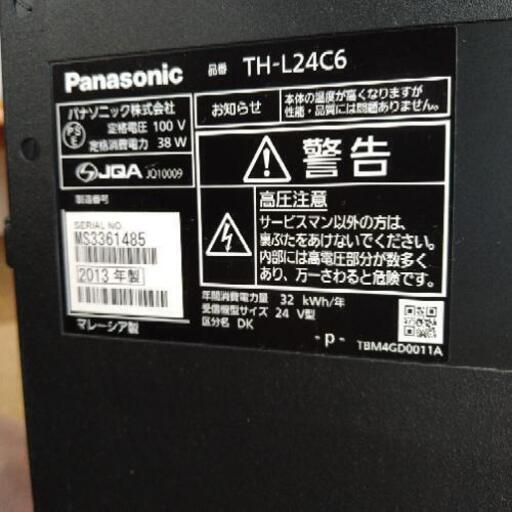 Panasonic 品番 TH-L24C6
パナソニック株式会社
PSE
定格電圧 100 V
定格消費電力 38 W
お知らせ
本体の温度が高くなりますが
性能・品質には問題ありません。
JQA JQ10009
警告
高圧注意
サービスマン以外の方は、
裏ぶたをあけないでください。
内部には高電圧部分が数多く
あり、万一さわると危険です。
製造番号
SERIAL NO.
MS3361485
2013 年製
マレーシア製
年間消費電力量 32 kWh/年
受信機型サイズ 24 V型
区分名 DK
- p -
TBM4GD0011A